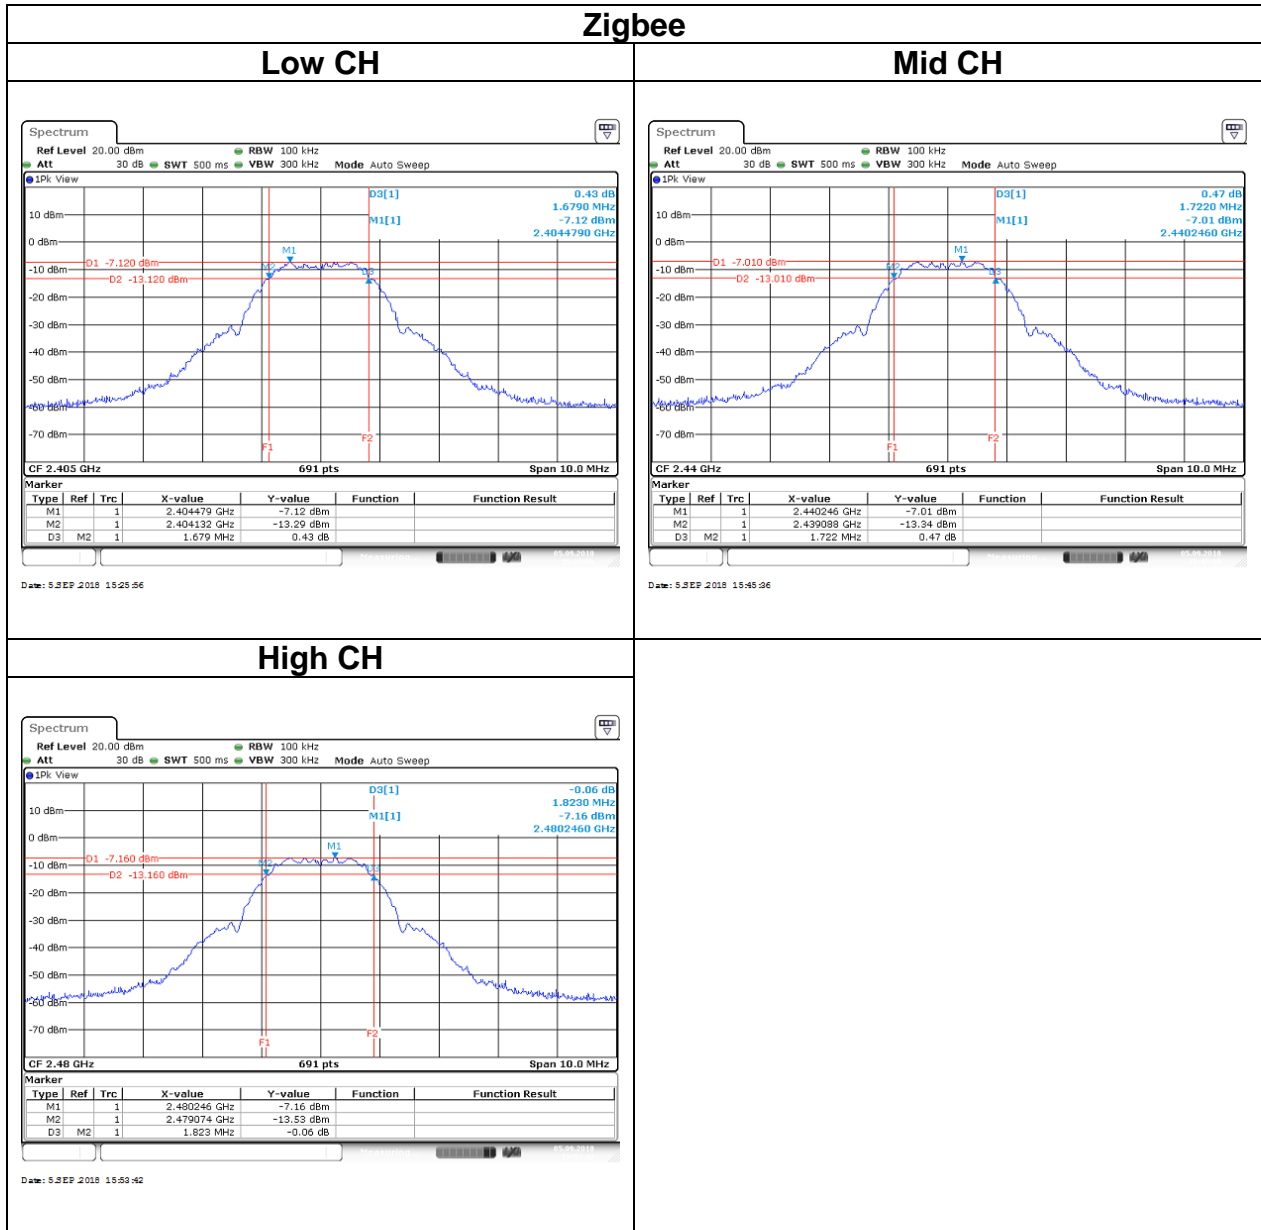 Zigbee
Low CH
Mid CH
Spectrum
Ref Level 20.00 dBm RBW 100 kHz
Att 30 dB SWT 500 ms VBW 300 kHz Mode Auto Sweep
1Pk View
D3[1] 0.43 dB
1.6790 MHz
M1[1] -7.12 dBm
2.4044790 GHz
10 dBm
0 dBm
M1
D1 -7.120 dBm
M2
-10 dBm
D3
D2 -13.120 dBm
-20 dBm
-30 dBm
-40 dBm
-50 dBm
-60 dBm
-70 dBm
F1
F2
CF 2.405 GHz 691 pts Span 10.0 MHz
Marker
Type Ref Trc X-value Y-value Function Function Result
M1 1 2.404479 GHz -7.12 dBm
M2 1 2.404132 GHz -13.29 dBm
D3 M2 1 1.679 MHz 0.43 dB
Date: 5.SEP.2018 15:25:56
Spectrum
Ref Level 20.00 dBm RBW 100 kHz
Att 30 dB SWT 500 ms VBW 300 kHz Mode Auto Sweep
1Pk View
D3[1] 0.47 dB
1.7220 MHz
M1[1] -7.01 dBm
2.4402460 GHz
10 dBm
0 dBm
M1
D1 -7.010 dBm
M2
-10 dBm
D3
D2 -13.010 dBm
-20 dBm
-30 dBm
-40 dBm
-50 dBm
-60 dBm
-70 dBm
F1
F2
CF 2.44 GHz 691 pts Span 10.0 MHz
Marker
Type Ref Trc X-value Y-value Function Function Result
M1 1 2.440246 GHz -7.01 dBm
M2 1 2.439088 GHz -13.34 dBm
D3 M2 1 1.722 MHz 0.47 dB
Date: 5.SEP.2018 15:45:36
High CH
Spectrum
Ref Level 20.00 dBm RBW 100 kHz
Att 30 dB SWT 500 ms VBW 300 kHz Mode Auto Sweep
1Pk View
D3[1] -0.06 dB
1.8230 MHz
M1[1] -7.16 dBm
2.4802460 GHz
10 dBm
0 dBm
M1
D1 -7.160 dBm
M2
-10 dBm
D2 -13.160 dBm
-20 dBm
-30 dBm
-40 dBm
-50 dBm
-60 dBm
-70 dBm
F1
F2
CF 2.48 GHz 691 pts Span 10.0 MHz
Marker
Type Ref Trc X-value Y-value Function Function Result
M1 1 2.480246 GHz -7.16 dBm
M2 1 2.479074 GHz -13.53 dBm
D3 M2 1 1.823 MHz -0.06 dB
Date: 5.SEP.2018 15:53:42